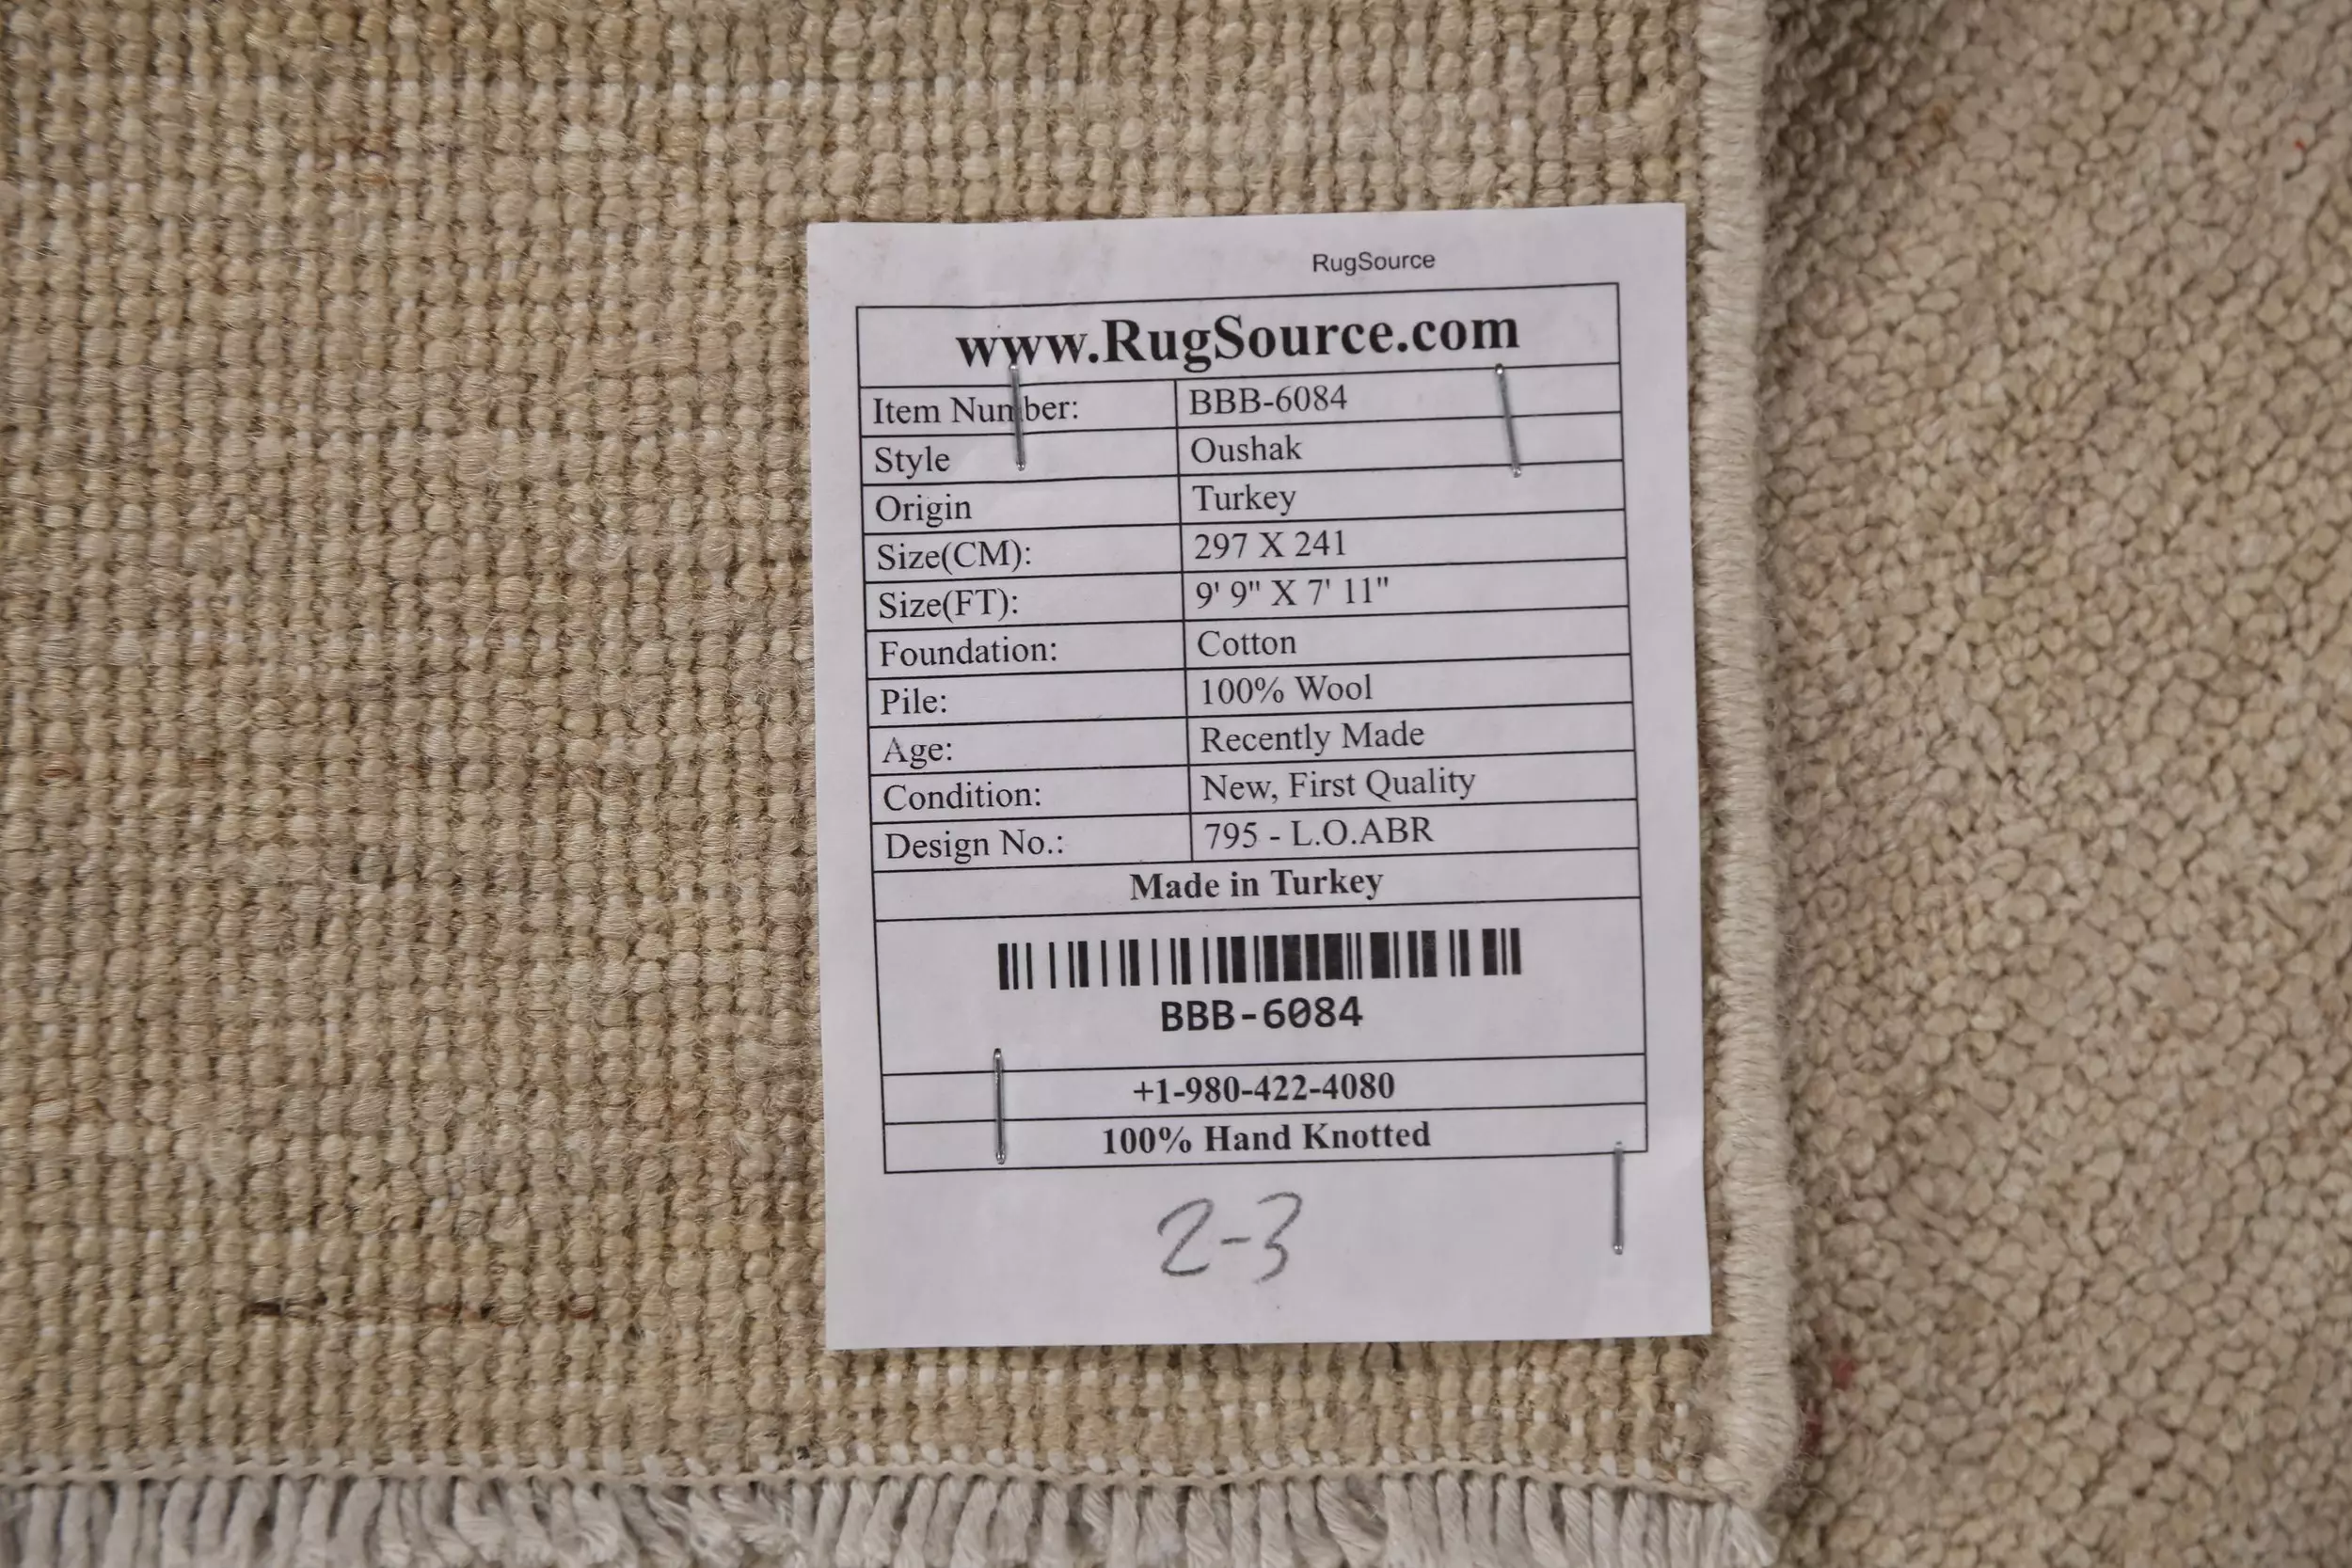 RugSource
www.RugSource.com
Item Number: BBB-6084
Style Oushak
Origin Turkey
Size(CM): 297 X 241
Size(FT): 9' 9" X 7' 11"
Foundation: Cotton
Pile: 100% Wool
Age: Recently Made
Condition: New, First Quality
Design No.: 795 - L.O.ABR
Made in Turkey
BBB-6084
+1-980-422-4080
100% Hand Knotted
2-3